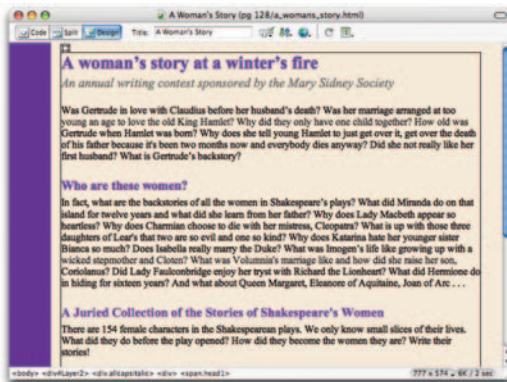 A Woman's Story (pg 128/a_womans_story.html)
Code Split Design Title: A Woman's Story
A woman's story at a winter's fire
An annual writing contest sponsored by the Mary Sidney Society
Was Gertrude in love with Claudius before her husband's death? Was her marriage arranged at too
young an age to love the old King Hamlet? Why did they only have one child together? How old was
Gertrude when Hamlet was born? Why does she tell young Hamlet to just get over it, get over the death
of his father because it's been two months now and everybody dies anyway? Did she not really like her
first husband? What is Gertrude's backstory?
Who are these women?
In fact, what are the backstories of all the women in Shakespeare's plays? What did Miranda do on that
island for twelve years and what did she learn from her father? Why does Lady Macbeth appear so
heartless? Why does Charmian choose to die with her mistress, Cleopatra? What is up with those three
daughters of Lear's that two are so evil and one so kind? Why does Katarina hate her younger sister
Bianca so much? Does Isabella really marry the Duke? What was Imogen's life like growing up with a
wicked stepmother and Cloten? What was Volumnia's marriage like and how did she raise her son,
Coriolanus? Did Lady Faulconbridge enjoy her tryst with Richard the Lionheart? What did Hermione do
in hiding for sixteen years? And what about Queen Margaret, Eleanore of Aquitaine, Joan of Arc . . .
A Juried Collection of the Stories of Shakespeare's Women
There are 154 female characters in the Shakespearean plays. We only know small slices of their lives.
What did they do before the play opened? How did they become the women they are? Write their
stories!
<body> <div#Layer2> <div.allcapsitalic> <div> <span.head1> 777 x 574 6K / 2 sec